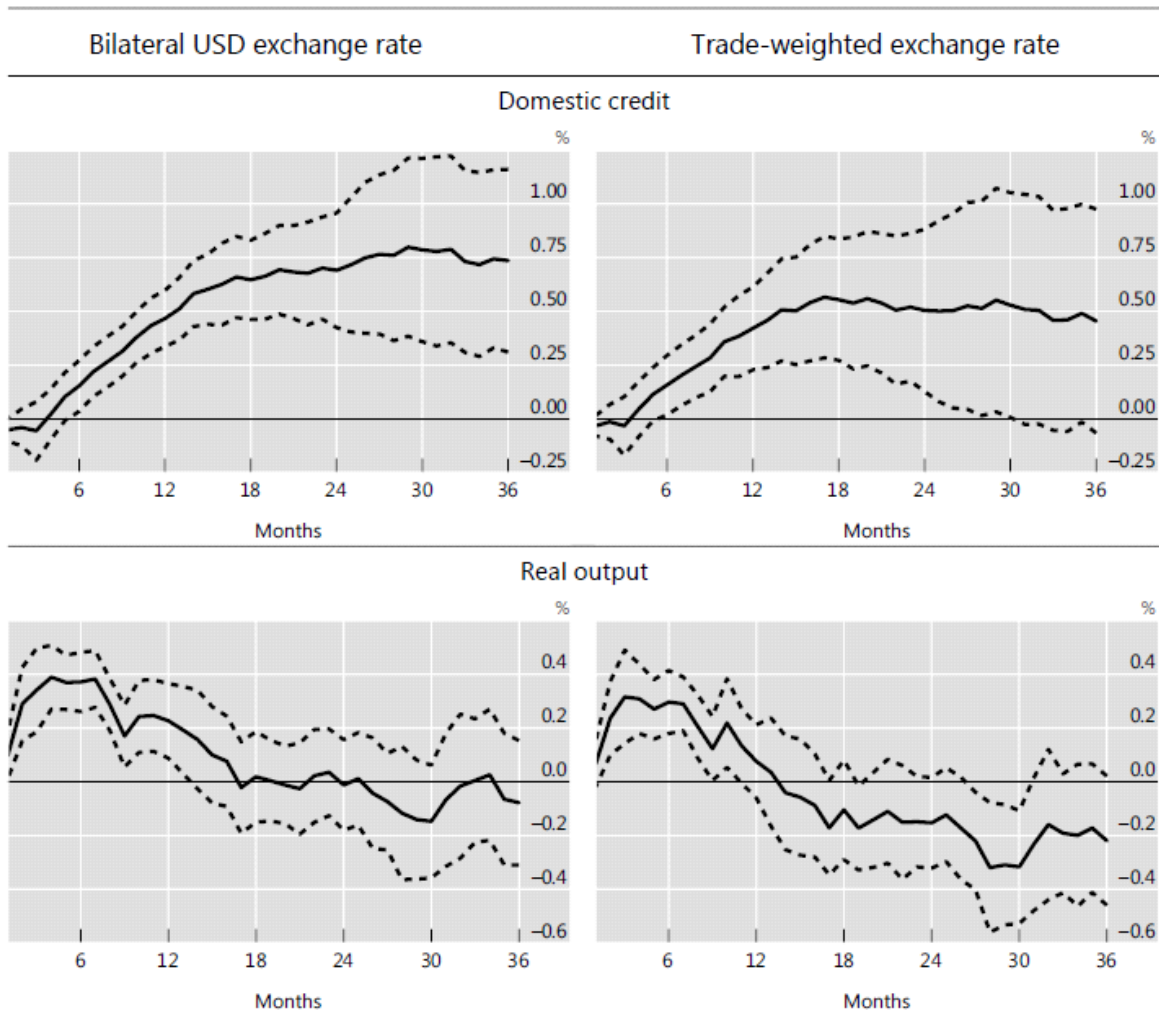 Bilateral USD exchange rate Trade-weighted exchange rate
Domestic credit
% %
1.00 1.00
0.75 0.75
0.50 0.50
0.25 0.25
0.00 0.00
−0.25 −0.25
6 12 18 24 30 36 6 12 18 24 30 36
Months Months
Real output
% %
0.4 0.4
0.2 0.2
0.0 0.0
−0.2 −0.2
−0.4 −0.4
−0.6 −0.6
6 12 18 24 30 36 6 12 18 24 30 36
Months Months